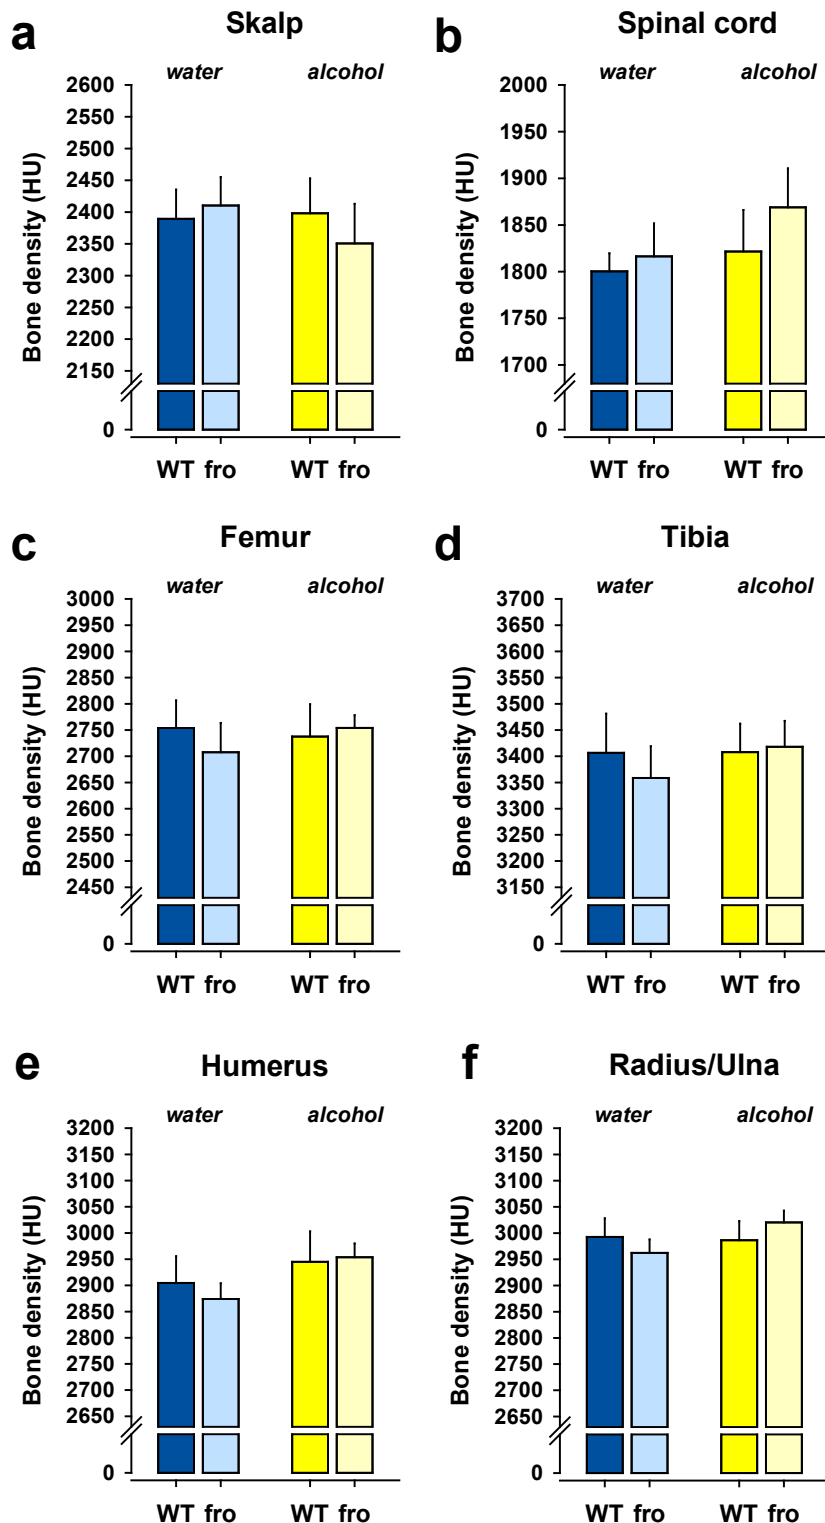 a Skalp
water alcohol
Bone density (HU)
2600
2550
2500
2450
2400
2350
2300
2250
2200
2150
0
WT fro WT fro
b Spinal cord
water alcohol
Bone density (HU)
2000
1950
1900
1850
1800
1750
1700
0
WT fro WT fro
c Femur
water alcohol
Bone density (HU)
3000
2950
2900
2850
2800
2750
2700
2650
2600
2550
2500
2450
0
WT fro WT fro
d Tibia
water alcohol
Bone density (HU)
3700
3650
3600
3550
3500
3450
3400
3350
3300
3250
3200
3150
0
WT fro WT fro
e Humerus
water alcohol
Bone density (HU)
3200
3150
3100
3050
3000
2950
2900
2850
2800
2750
2700
2650
0
WT fro WT fro
f Radius/Ulna
water alcohol
Bone density (HU)
3200
3150
3100
3050
3000
2950
2900
2850
2800
2750
2700
2650
0
WT fro WT fro